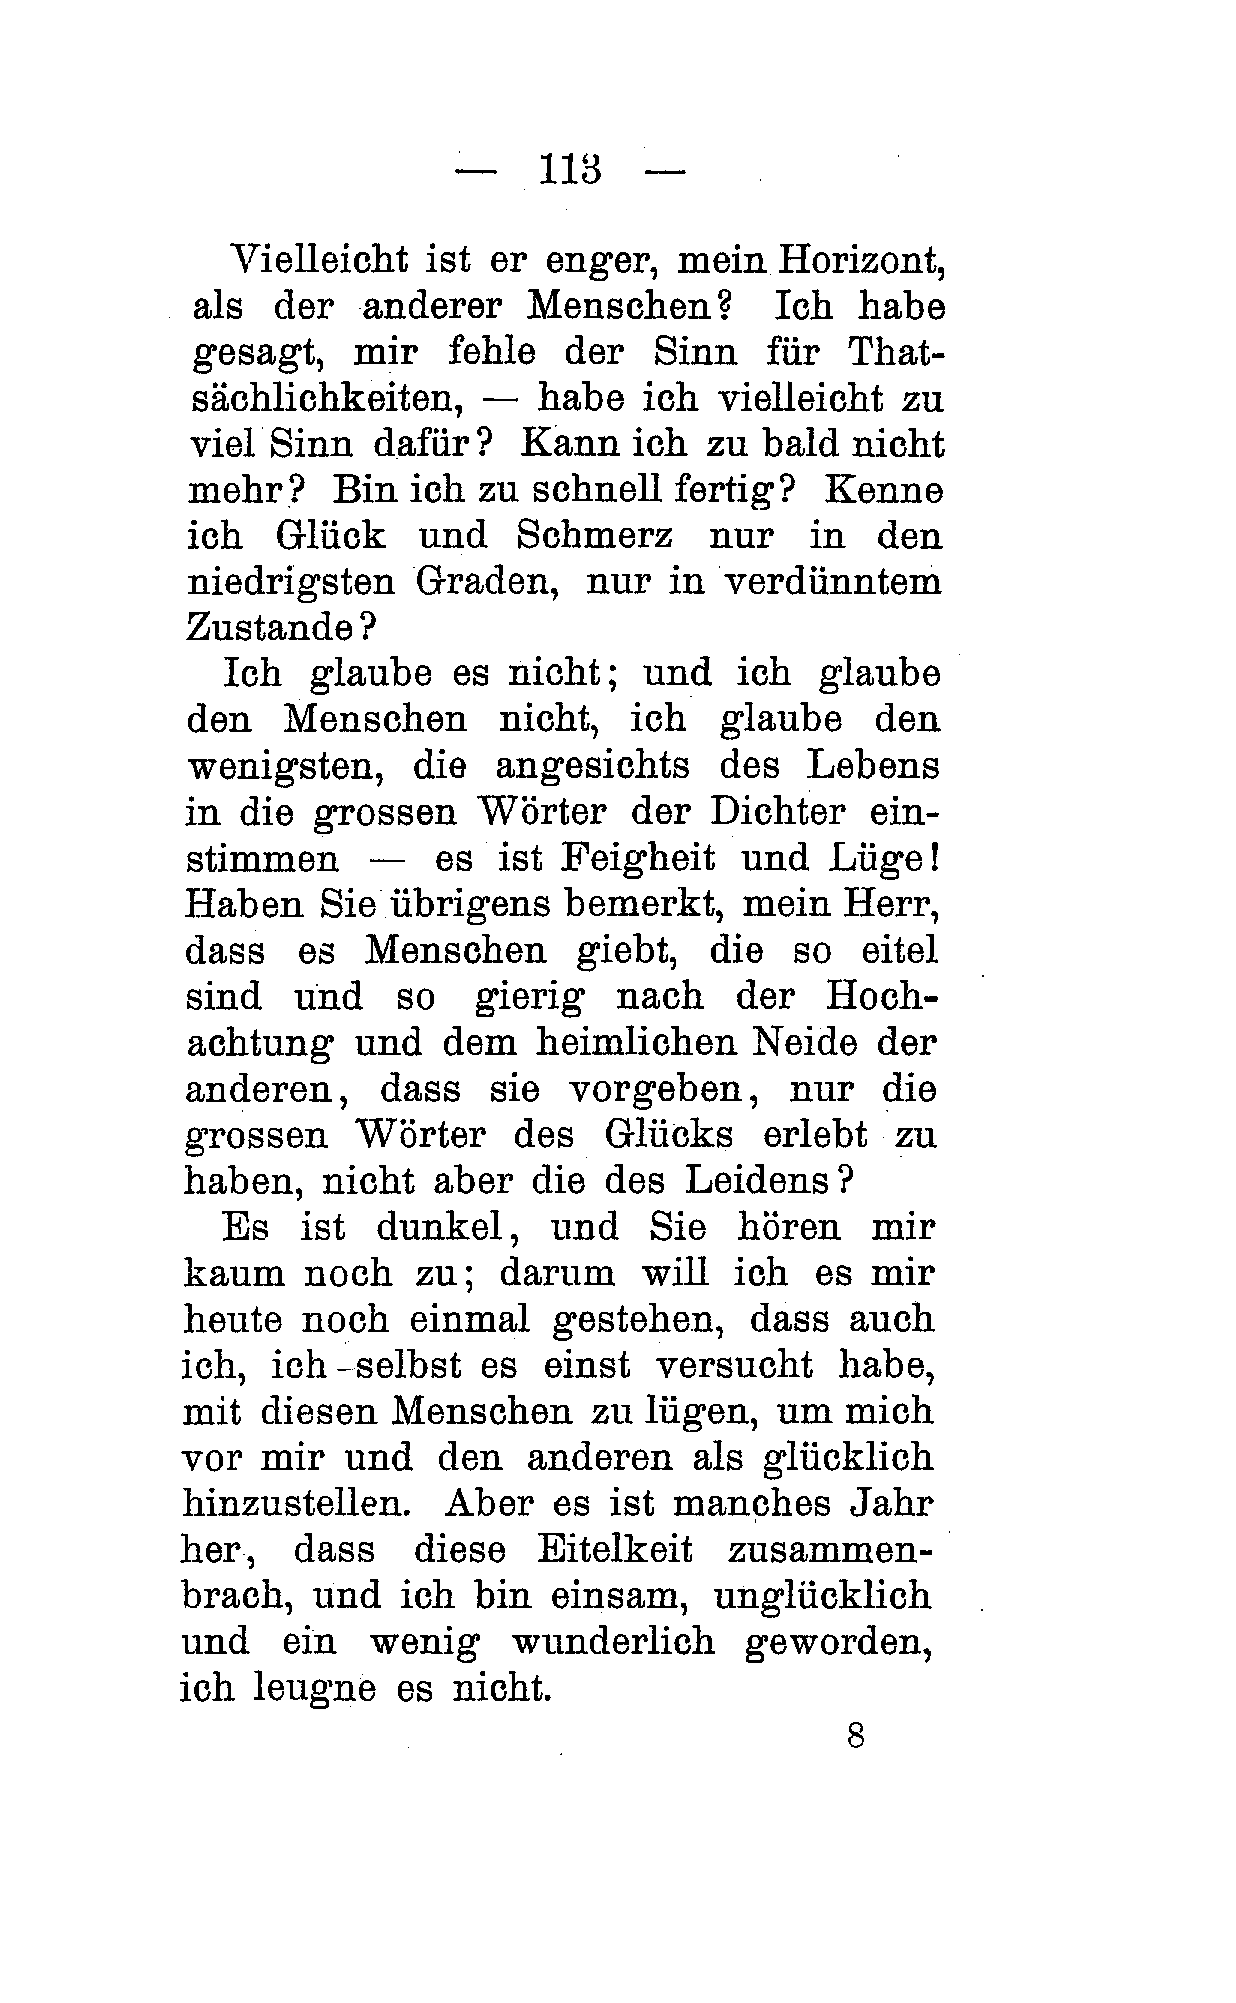 — 113 —
Vielleicht ist er enger, mein Horizont,
als der anderer Menschen? Ich habe
gesagt, mir fehle der Sinn für That-
sächlichkeiten, — habe ich vielleicht zu
viel Sinn dafür? Kann ich zu bald nicht
mehr? Bin ich zu schnell fertig? Kenne
ich Glück und Schmerz nur in den
niedrigsten Graden, nur in verdünntem
Zustande?
Ich glaube es nicht; und ich glaube
den Menschen nicht, ich glaube den
wenigsten, die angesichts des Lebens
in die grossen Wörter der Dichter ein-
stimmen — es ist Feigheit und Lüge!
Haben Sie übrigens bemerkt, mein Herr,
dass es Menschen giebt, die so eitel
sind und so gierig nach der Hoch-
achtung und dem heimlichen Neide der
anderen, dass sie vorgeben, nur die
grossen Wörter des Glücks erlebt zu
haben, nicht aber die des Leidens?
Es ist dunkel, und Sie hören mir
kaum noch zu; darum will ich es mir
heute noch einmal gestehen, dass auch
ich, ich selbst es einst versucht habe,
mit diesen Menschen zu lügen, um mich
vor mir und den anderen als glücklich
hinzustellen. Aber es ist manches Jahr
her, dass diese Eitelkeit zusammen-
brach, und ich bin einsam, unglücklich
und ein wenig wunderlich geworden,
ich leugne es nicht.
8